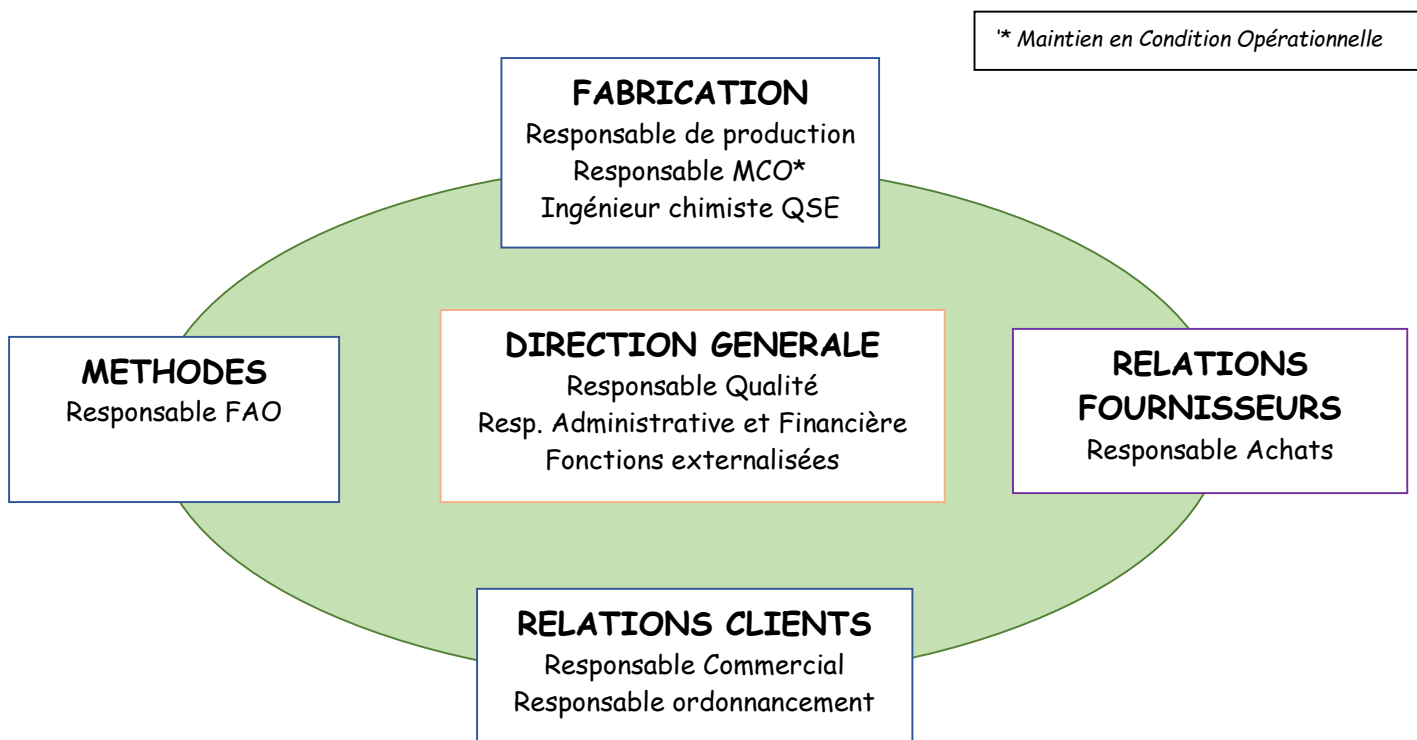 '* Maintien en Condition Opérationnelle
FABRICATION
Responsable de production
Responsable MCO*
Ingénieur chimiste QSE
METHODES
Responsable FAO
DIRECTION GENERALE
Responsable Qualité
Resp. Administrative et Financière
Fonctions externalisées
RELATIONS
FOURNISSEURS
Responsable Achats
RELATIONS CLIENTS
Responsable Commercial
Responsable ordonnancement